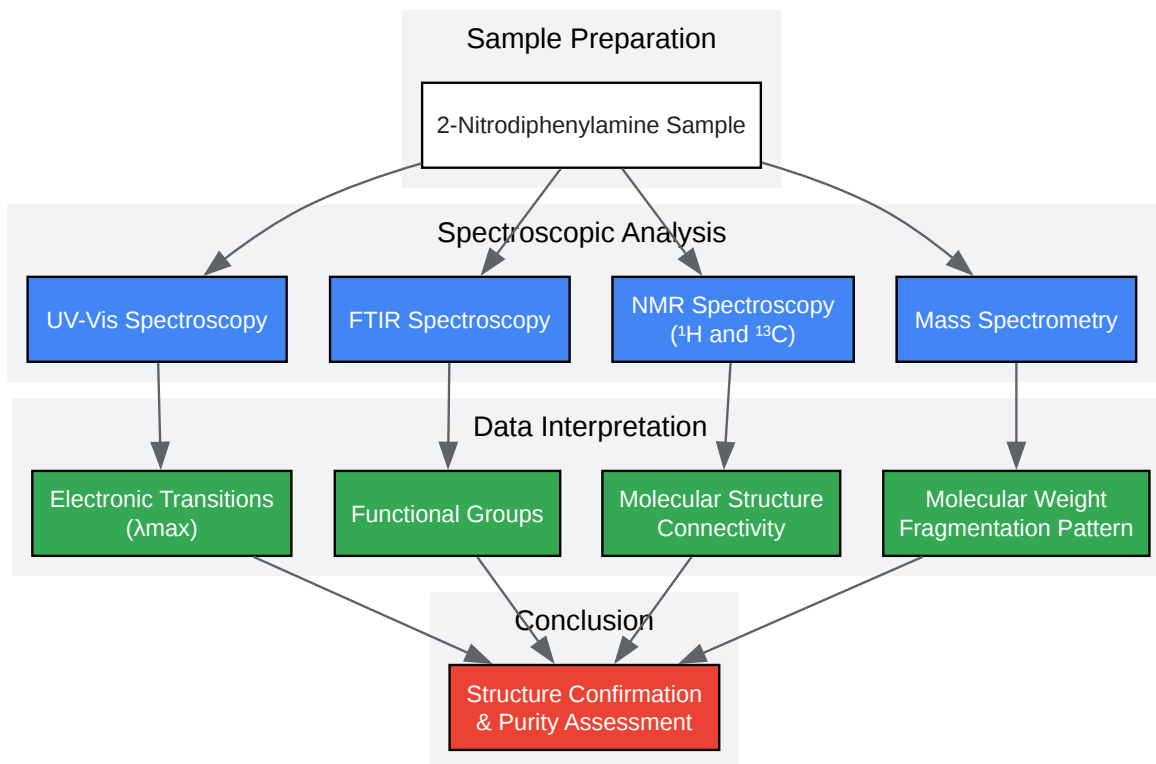 Sample Preparation
2-Nitrodiphenylamine Sample
Spectroscopic Analysis
UV-Vis Spectroscopy
FTIR Spectroscopy
NMR Spectroscopy
(¹H and ¹³C)
Mass Spectrometry
Data Interpretation
Electronic Transitions
(λmax)
Functional Groups
Molecular Structure
Connectivity
Molecular Weight
Fragmentation Pattern
Conclusion
Structure Confirmation
& Purity Assessment